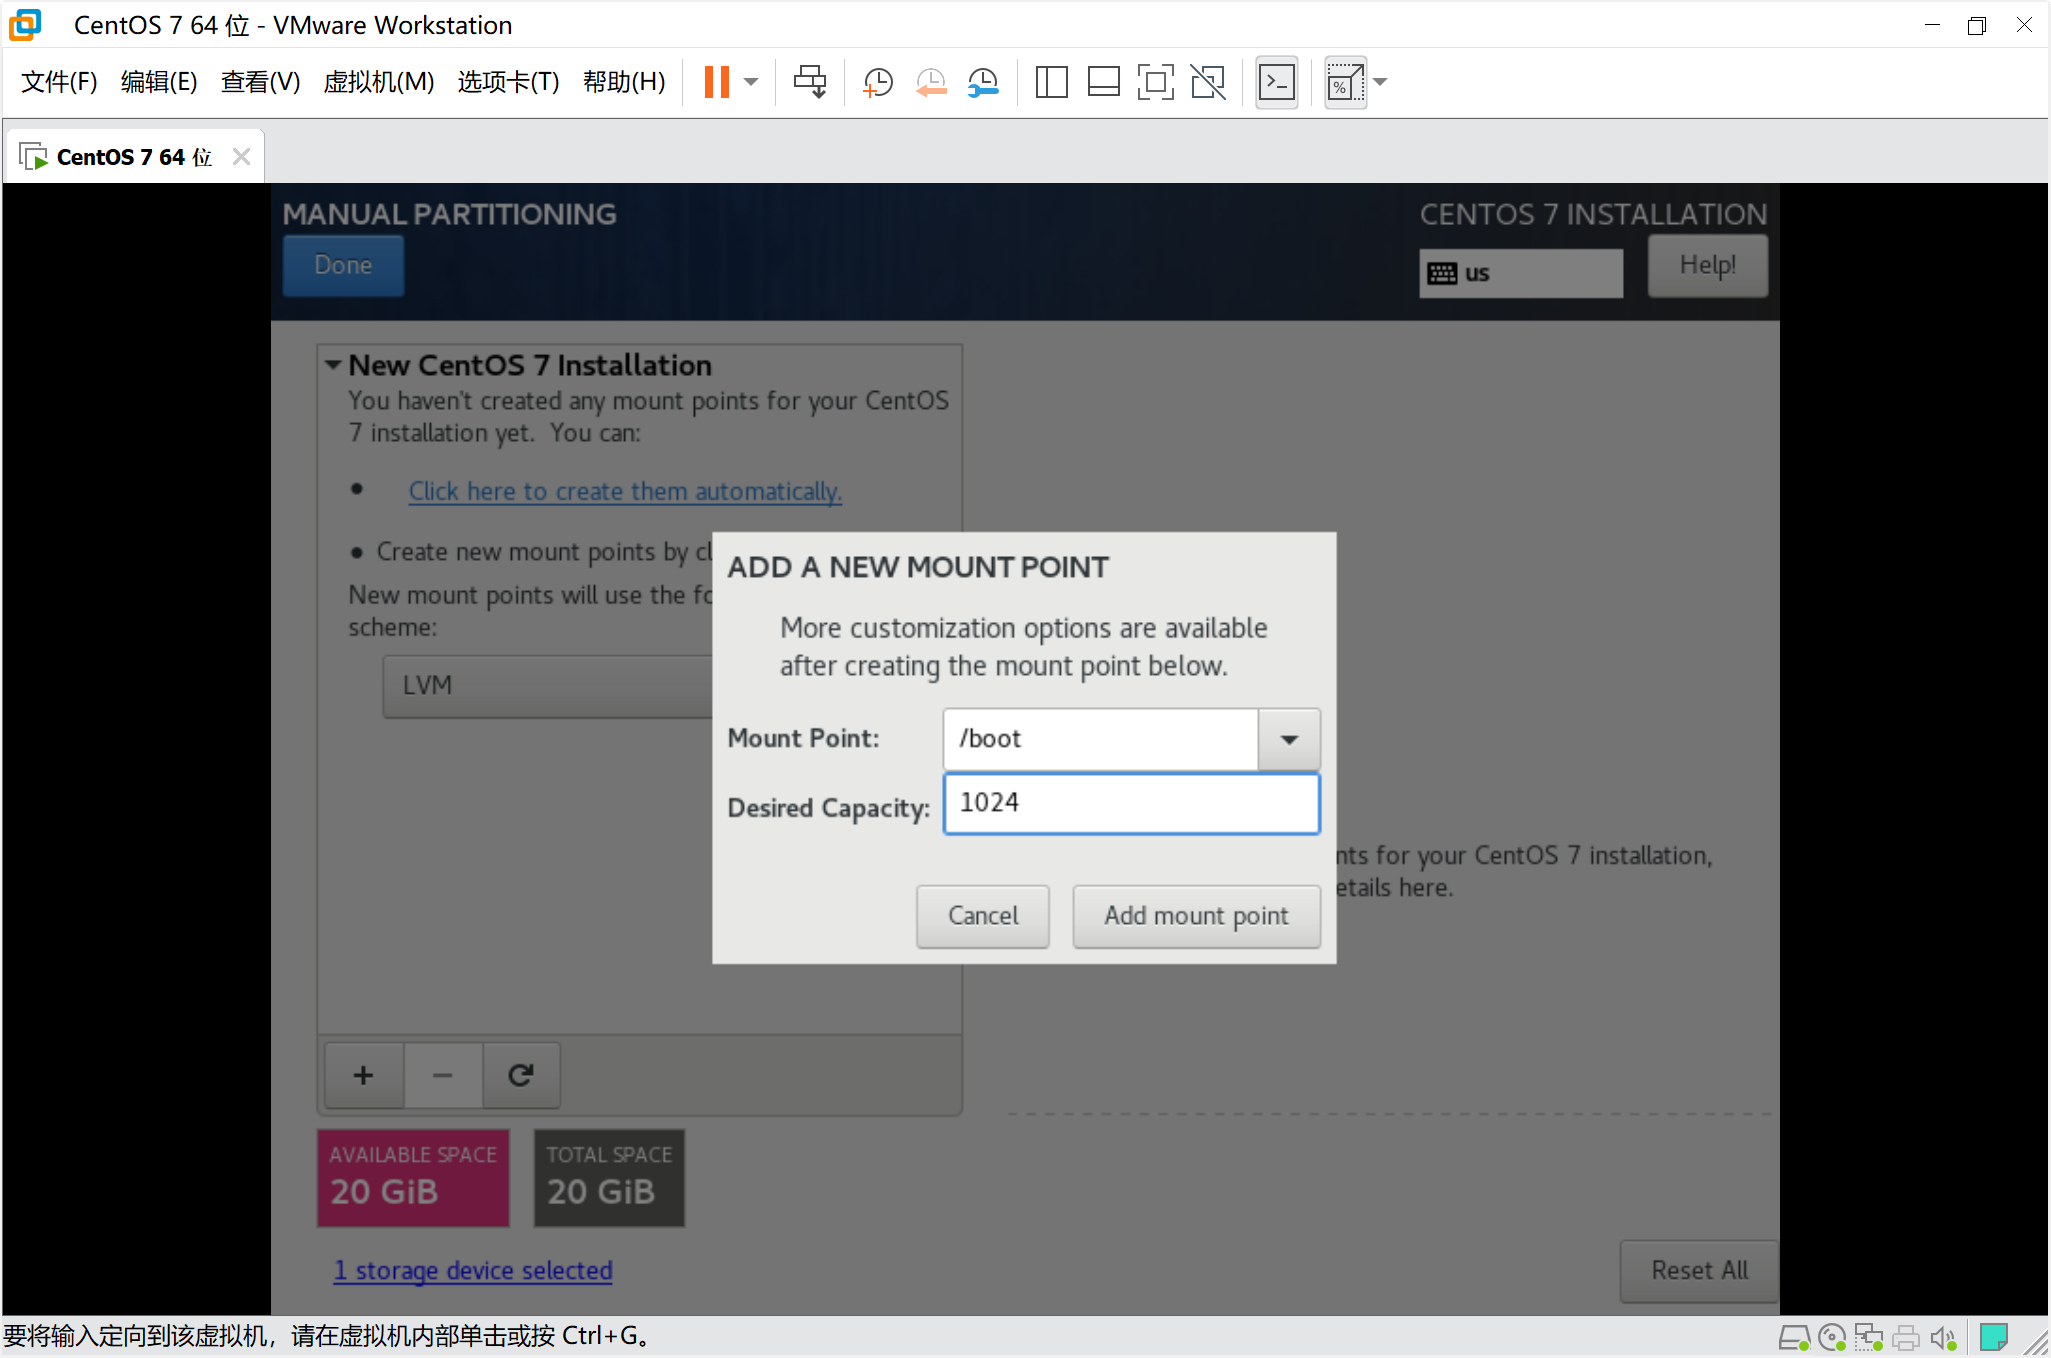 CentOS 7 64 位 - VMware Workstation
文件(F) 编辑(E) 查看(V) 虚拟机(M) 选项卡(T) 帮助(H)
CentOS 7 64 位
MANUAL PARTITIONING
CENTOS 7 INSTALLATION
Done
us
Help!
New CentOS 7 Installation
You haven't created any mount points for your CentOS
7 installation yet. You can:
Click here to create them automatically.
Create new mount points by cl
New mount points will use the fo
scheme:
LVM
ADD A NEW MOUNT POINT
More customization options are available
after creating the mount point below.
Mount Point: /boot
Desired Capacity: 1024
Cancel Add mount point
nts for your CentOS 7 installation,
etails here.
+ −
AVAILABLE SPACE
20 GiB
TOTAL SPACE
20 GiB
1 storage device selected
Reset All
要将输入定向到该虚拟机，请在虚拟机内部单击或按 Ctrl+G。